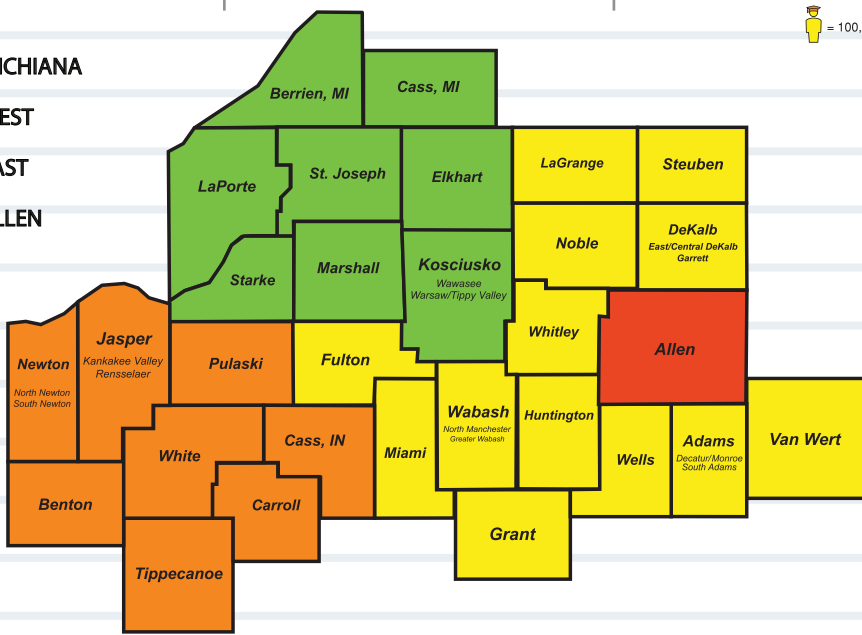 ICHIANA
EST
AST
LLEN
= 100,
Berrien, MI
Cass, MI
LaPorte
St. Joseph
Elkhart
LaGrange
Steuben
Noble
DeKalb
East/Central DeKalb
Garrett
Starke
Marshall
Kosciusko
Wawasee
Warsaw/Tippy Valley
Whitley
Allen
Newton
North Newton
South Newton
Jasper
Kankakee Valley
Rensselaer
Pulaski
Fulton
White
Cass, IN
Miami
Wabash
North Manchester
Greater Wabash
Huntington
Wells
Adams
Decatur/Monroe
South Adams
Van Wert
Benton
Carroll
Grant
Tippecanoe